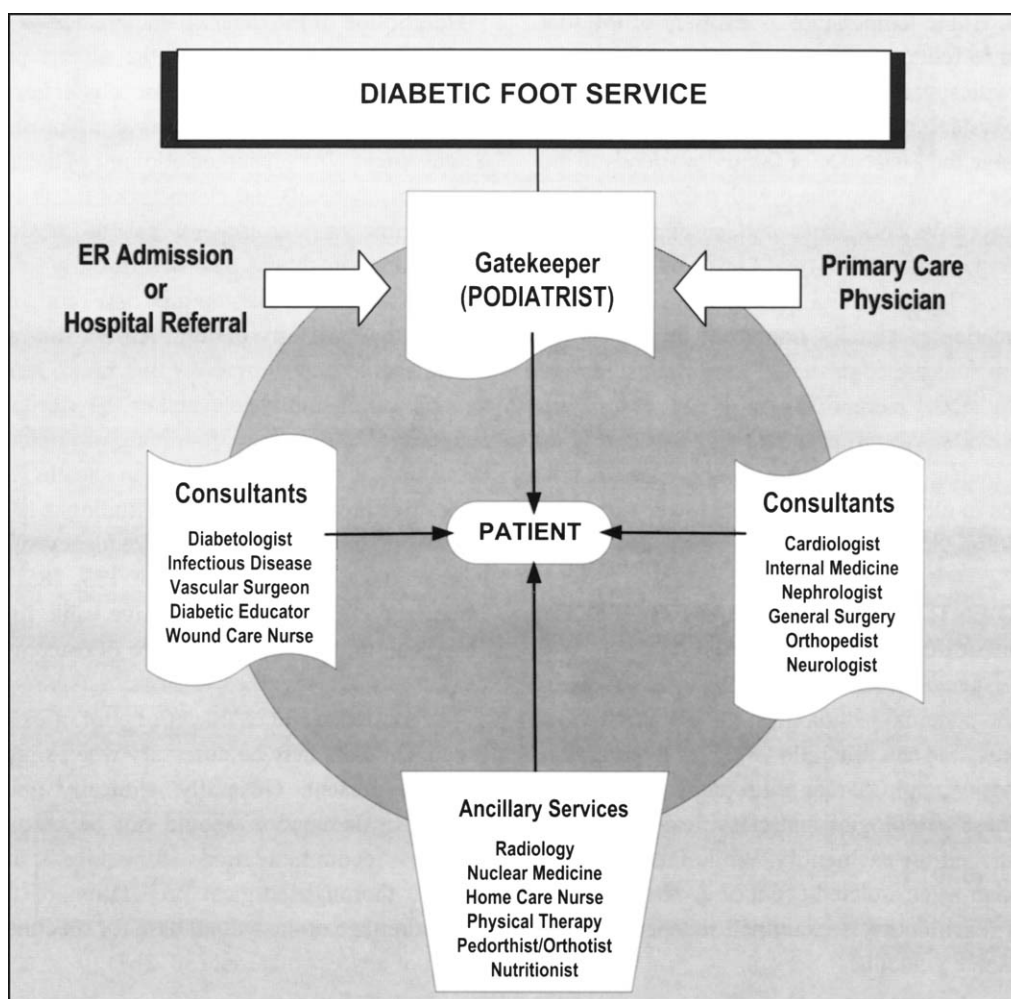 DIABETIC FOOT SERVICE
Gatekeeper
(PODIATRIST)
ER Admission
or
Hospital Referral
Primary Care
Physician
Consultants
Diabetologist
Infectious Disease
Vascular Surgeon
Diabetic Educator
Wound Care Nurse
PATIENT
Consultants
Cardiologist
Internal Medicine
Nephrologist
General Surgery
Orthopedist
Neurologist
Ancillary Services
Radiology
Nuclear Medicine
Home Care Nurse
Physical Therapy
Pedorthist/Orthotist
Nutritionist